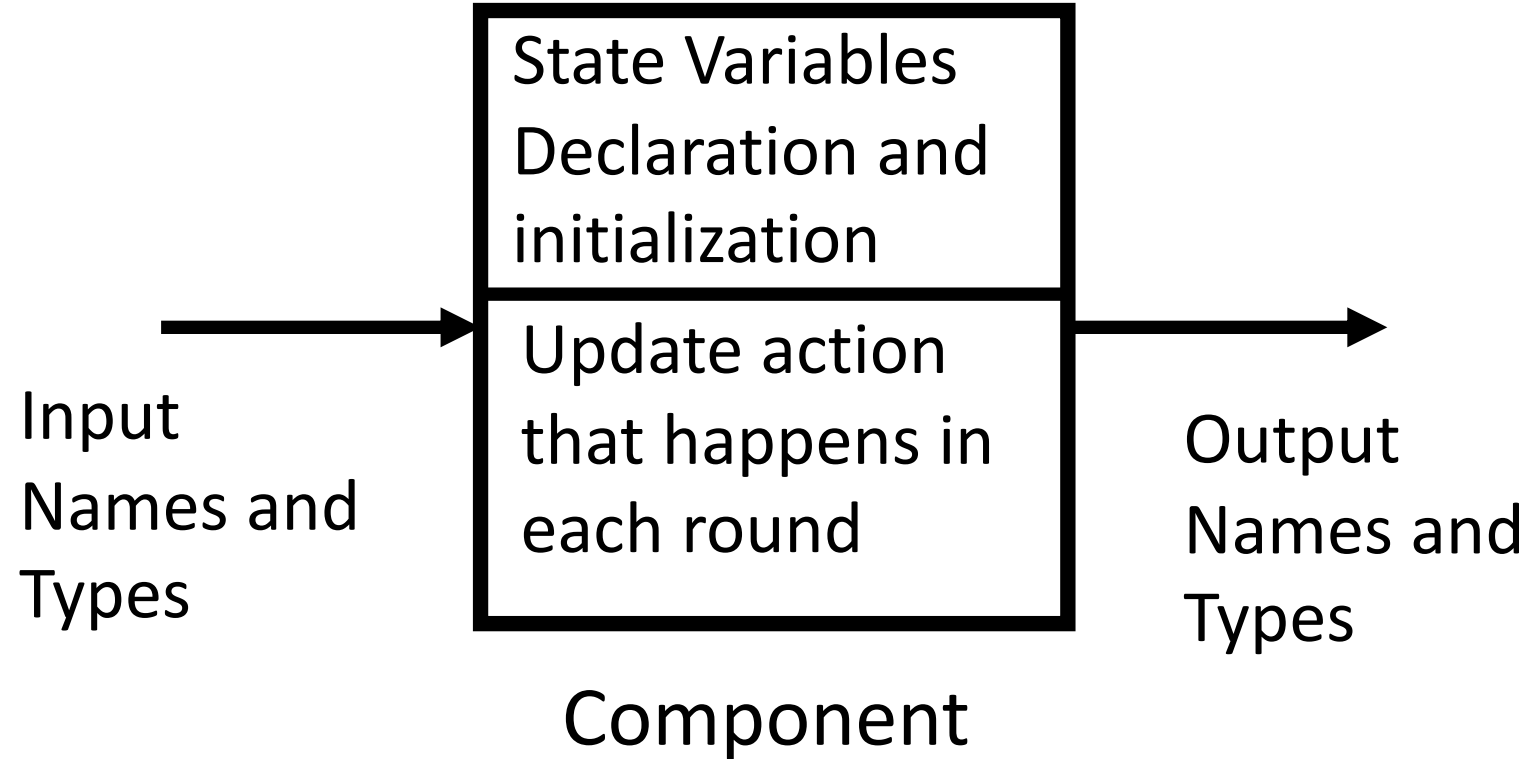 State Variables
Declaration and
initialization
Update action
that happens in
each round
Input
Names and
Types
Output
Names and
Types
Component